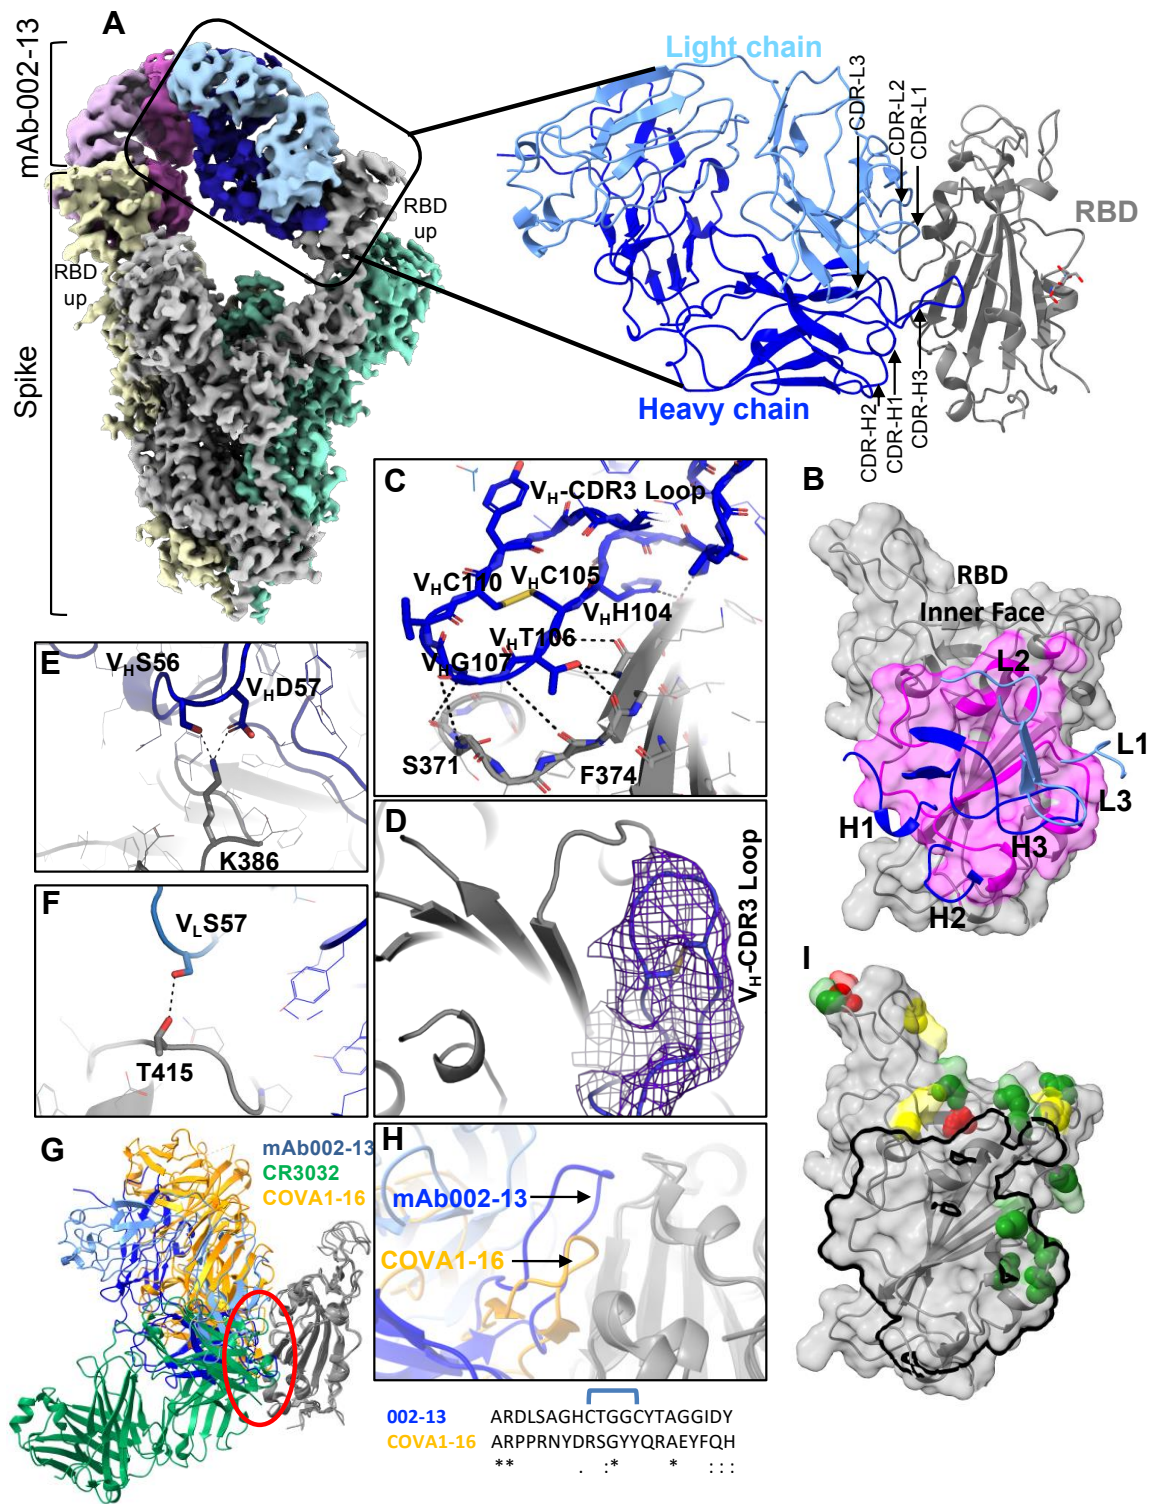 A
mAb-002-13
Spike
RBD
up
RBD
up
Light chain
Heavy chain
CDR-L3
CDR-L2
CDR-L1
CDR-H2
CDR-H1
CDR-H3
RBD
B
RBD
Inner Face
L2
L1
L3
H1
H3
H2
C
VH-CDR3 Loop
VHC110
VHC105
VHH104
VHT106
VHG107
S371
F374
D
VH-CDR3 Loop
E
VHS56
VHD57
K386
F
VLS57
T415
G
mAb002-13
CR3032
COVA1-16
H
mAb002-13
COVA1-16
002-13 ARDLSAGHCTGGCYTAGGIDY
COVA1-16 ARPPRNYDRSGYYQRAEYFQH
** . :* * :::
I